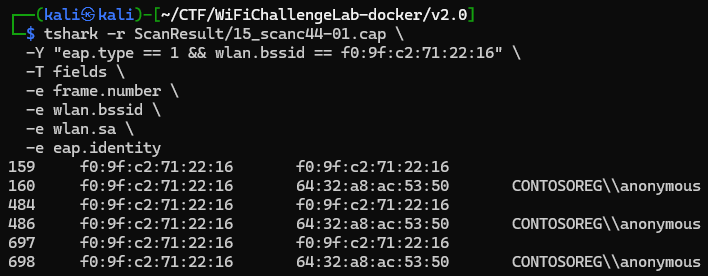 ┌──(kali㉿kali)-[~/CTF/WiFiChallengeLab-docker/v2.0]
└─$ tshark -r ScanResult/15_scanc44-01.cap \
-Y "eap.type == 1 && wlan.bssid == f0:9f:c2:71:22:16" \
-T fields \
-e frame.number \
-e wlan.bssid \
-e wlan.sa \
-e eap.identity
159 f0:9f:c2:71:22:16 f0:9f:c2:71:22:16
160 f0:9f:c2:71:22:16 64:32:a8:ac:53:50 CONTOSOREG\\anonymous
484 f0:9f:c2:71:22:16 f0:9f:c2:71:22:16
486 f0:9f:c2:71:22:16 64:32:a8:ac:53:50 CONTOSOREG\\anonymous
697 f0:9f:c2:71:22:16 f0:9f:c2:71:22:16
698 f0:9f:c2:71:22:16 64:32:a8:ac:53:50 CONTOSOREG\\anonymous